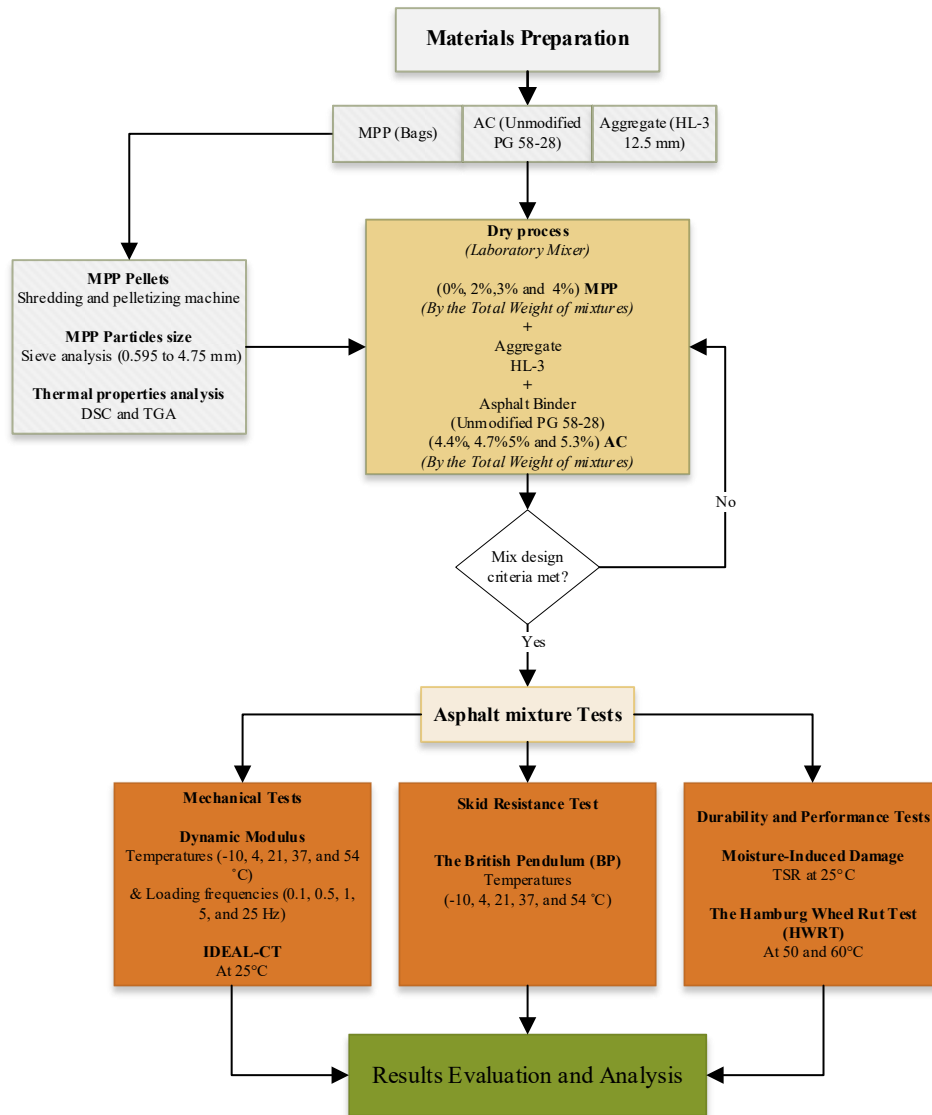 Materials Preparation
MPP (Bags)
AC (Unmodified
PG 58-28)
Aggregate (HL-3
12.5 mm)
Dry process
(Laboratory Mixer)
(0%, 2%,3% and  4%) MPP
(By the Total Weight of mixtures)
+
Aggregate
HL-3
+
Asphalt Binder
(Unmodified PG 58-28)
(4.4%, 4.7%5% and 5.3%) AC
(By the Total Weight of mixtures)
MPP Pellets
Shredding and pelletizing machine
MPP Particles size
Sieve analysis (0.595 to 4.75 mm)
Thermal properties analysis
DSC and TGA
No
Mix design
criteria met?
Yes
Asphalt mixture Tests
Mechanical Tests
Dynamic Modulus
Temperatures (-10, 4, 21, 37, and 54
˚C)
& Loading frequencies (0.1, 0.5, 1,
5, and 25 Hz)
IDEAL-CT
At 25°C
Skid Resistance Test
The British Pendulum (BP)
Temperatures
(-10, 4, 21, 37, and 54 ˚C)
Durability and Performance Tests
Moisture-Induced Damage
TSR at 25°C
The Hamburg Wheel Rut Test
(HWRT)
At 50 and 60°C
Results Evaluation and Analysis